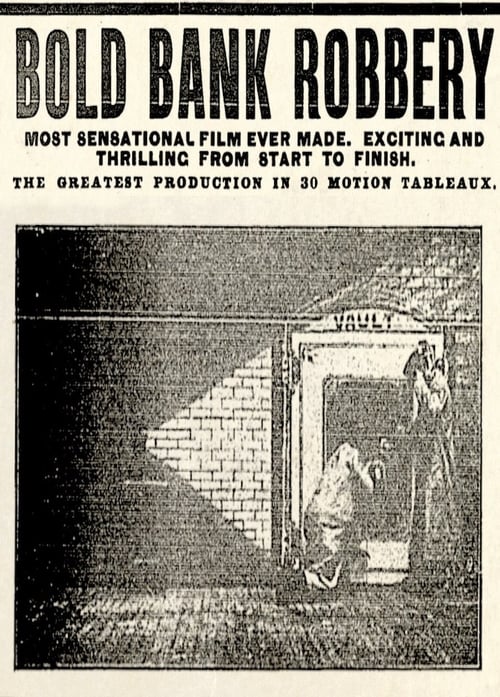 BOLD BANK ROBBERY
MOST SENSATIONAL FILM EVER MADE. EXCITING AND
THRILLING FROM START TO FINISH.
THE GREATEST PRODUCTION IN 30 MOTION TABLEAUX.
VAULT